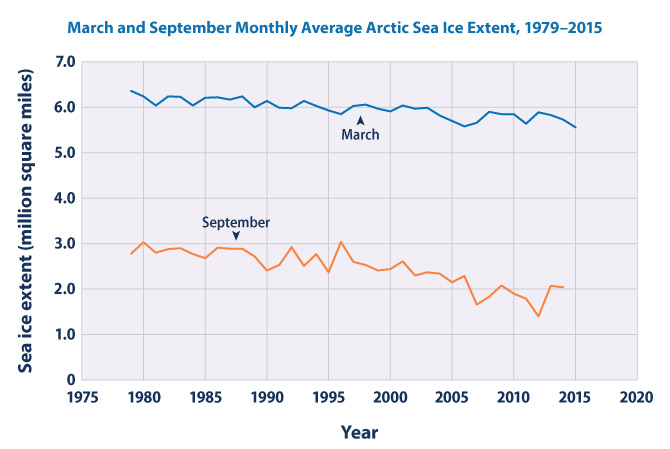 March and September Monthly Average Arctic Sea Ice Extent, 1979–2015
Sea ice extent (million square miles)
7.0
6.0
5.0
4.0
3.0
2.0
1.0
0
March
September
1975 1980 1985 1990 1995 2000 2005 2010 2015 2020
Year